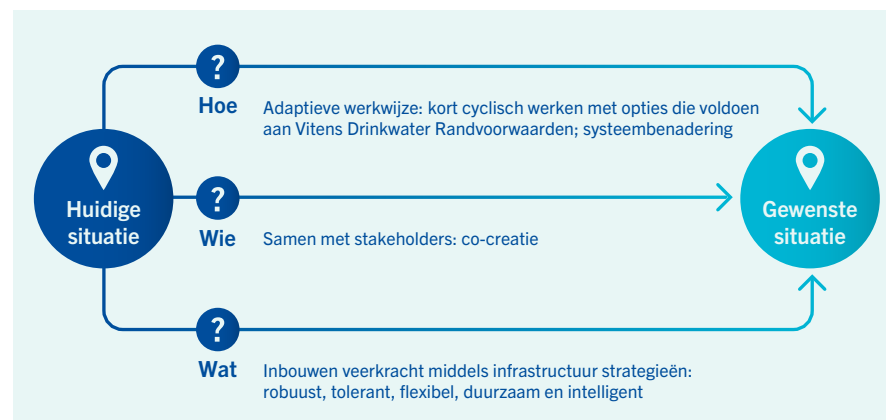 ?
Hoe
Adaptieve werkwijze: kort cyclisch werken met opties die voldoen
aan Vitens Drinkwater Randvoorwaarden; systeembenadering
Huidige
situatie
?
Wie
Samen met stakeholders: co-creatie
Gewenste
situatie
?
Wat
Inbouwen veerkracht middels infrastructuur strategieën:
robuust, tolerant, flexibel, duurzaam en intelligent